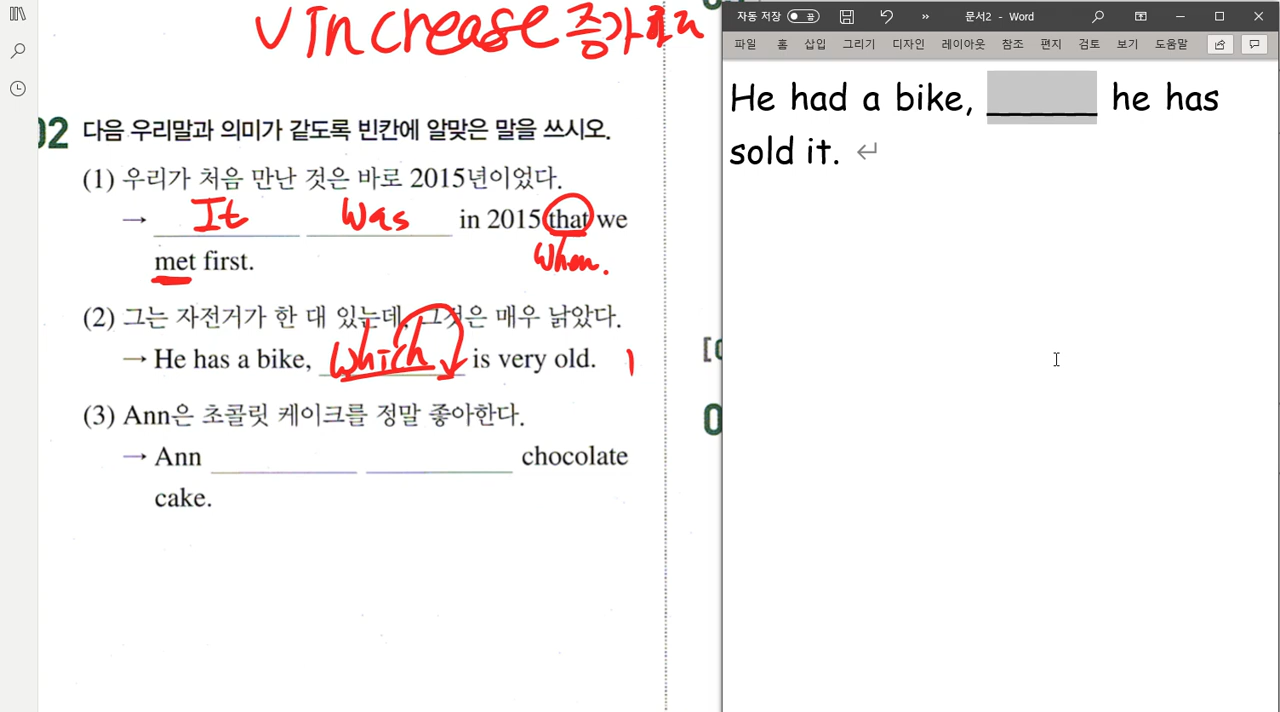 √ increase 증가하다
02 다음 우리말과 의미가 같도록 빈칸에 알맞은 말을 쓰시오.
(1) 우리가 처음 만난 것은 바로 2015년이었다.
→ It was in 2015 that we
when.
met first.
(2) 그는 자전거가 한 대 있는데, 그것은 매우 낡았다.
→ He has a bike, which is very old.
(3) Ann은 초콜릿 케이크를 정말 좋아한다.
→ Ann chocolate
cake.
자동 저장 끔 문서2 - Word
파일 홈 삽입 그리기 디자인 레이아웃 참조 편지 검토 보기 도움말
He had a bike, ______ he has
sold it.